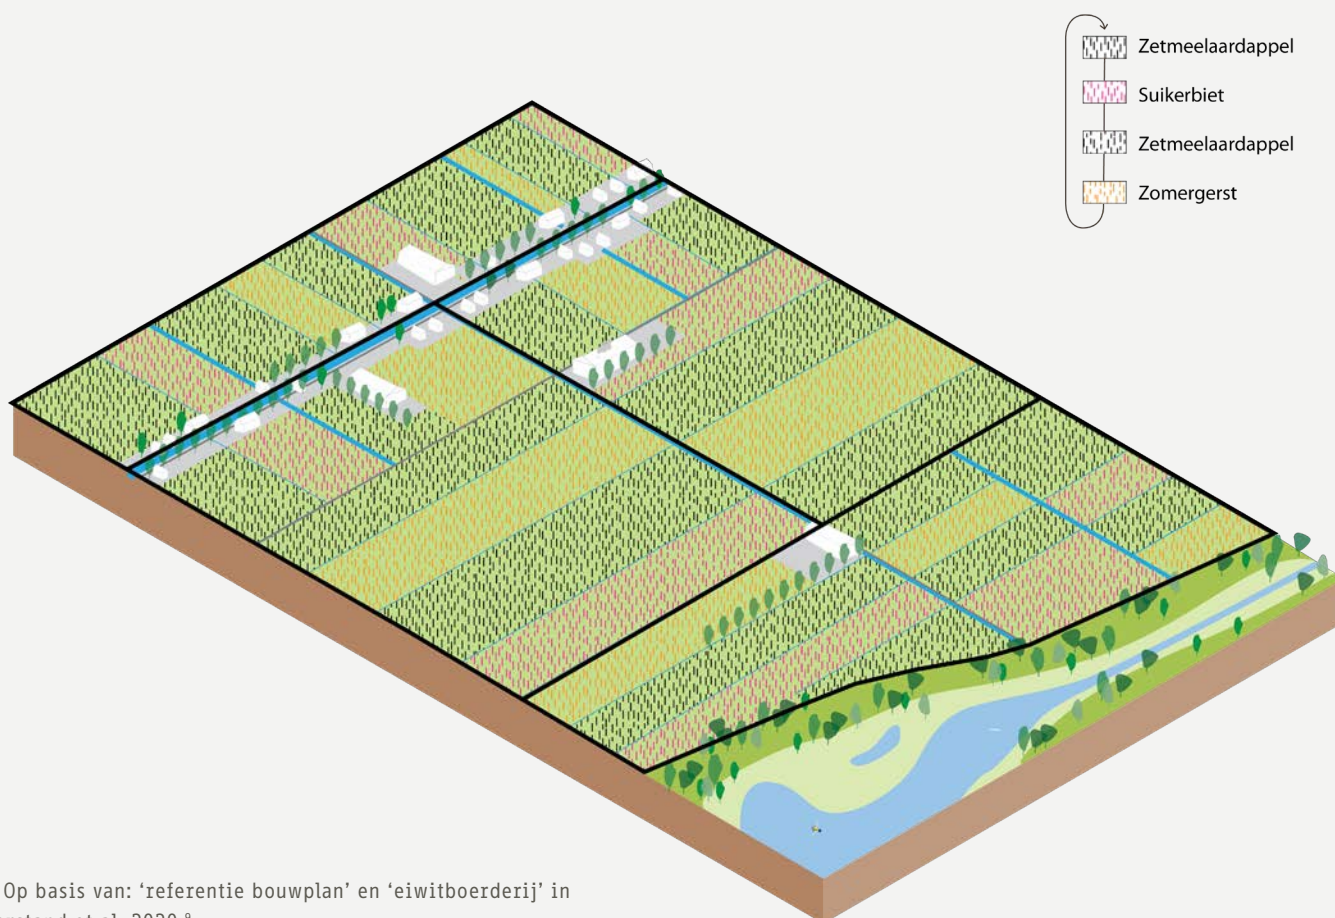 Zetmeelaardappel
Suikerbiet
Zetmeelaardappel
Zomergerst
Op basis van: ‘referentie bouwplan’ en ‘eiwitboerderij’ in